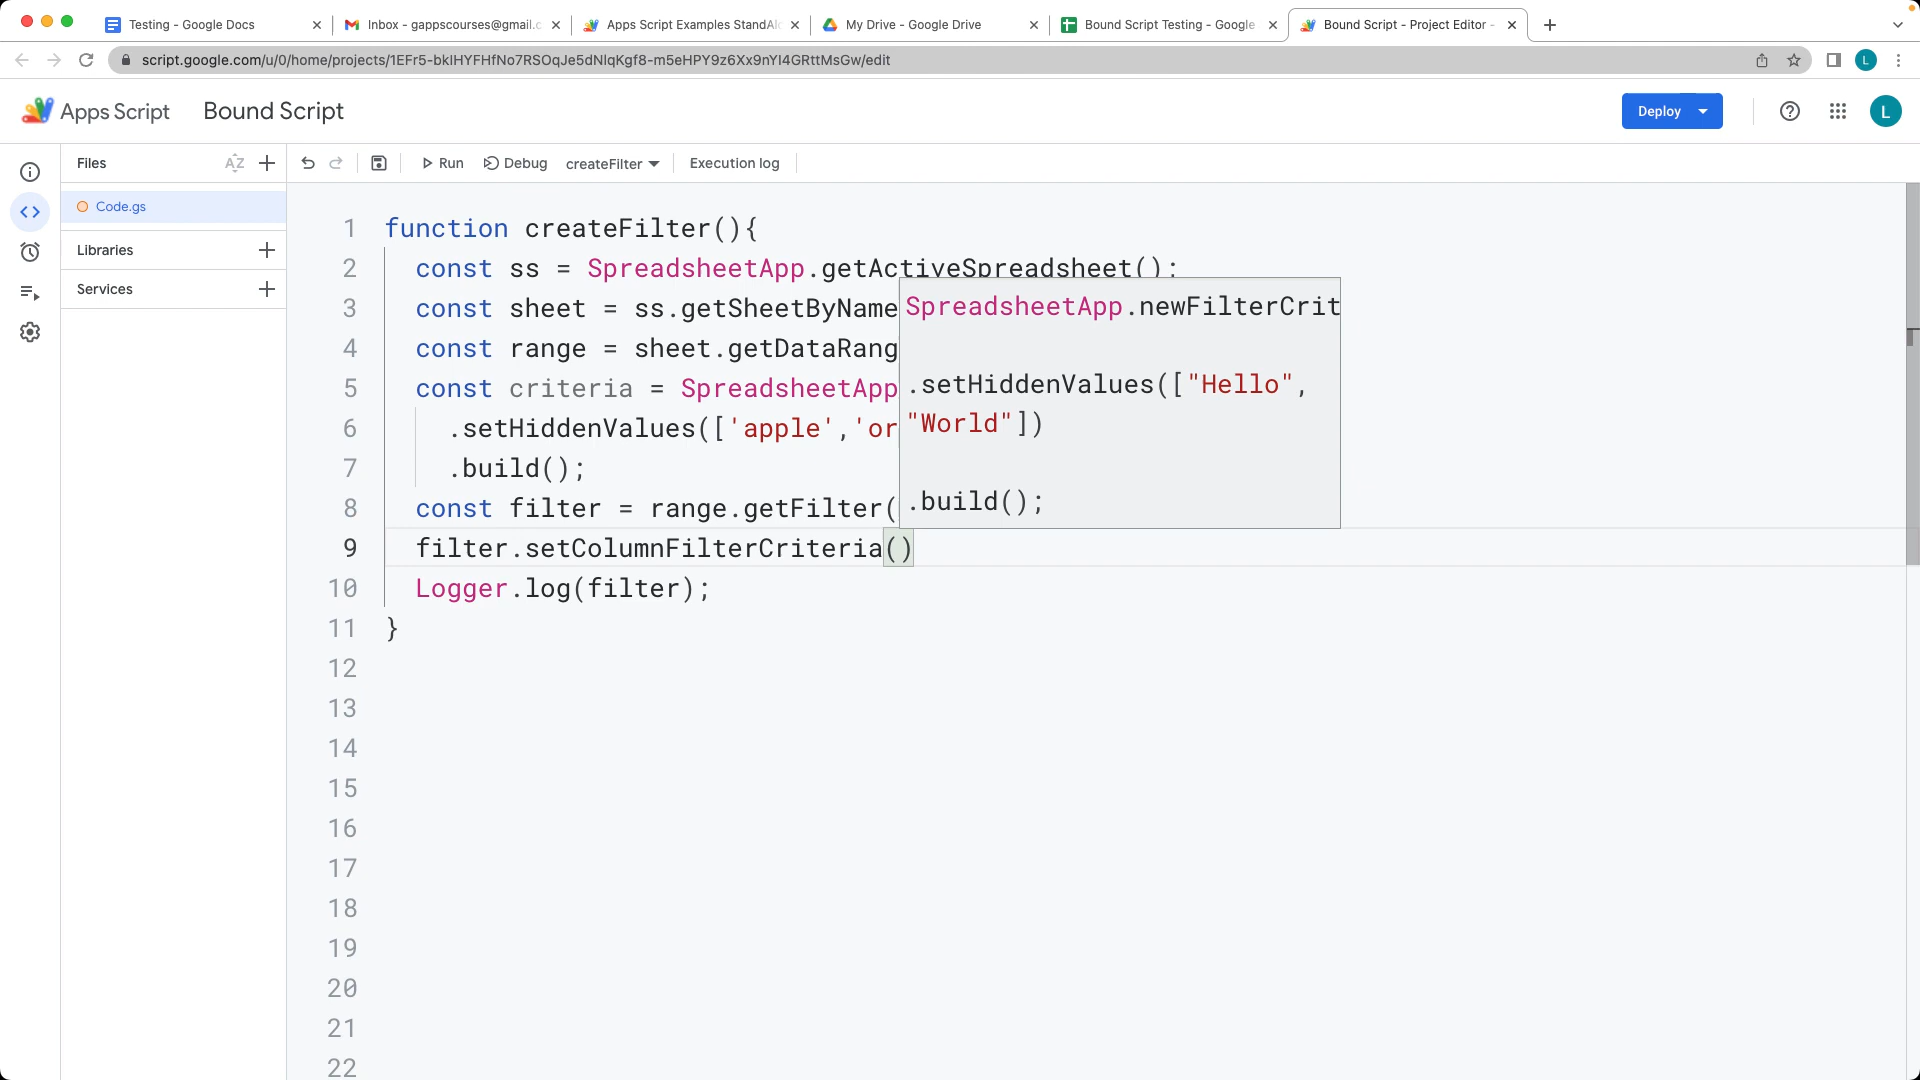 Testing - Google Docs
Inbox - gappscourses@gmail.c
Apps Script Examples StandAl
My Drive - Google Drive
Bound Script Testing - Google
Bound Script - Project Editor -
script.google.com/u/0/home/projects/1EFr5-bklHYFHfNo7RSOqJe5dNlqKgf8-m5eHPY9z6Xx9nYI4GRttMsGw/edit
L
Apps Script
Bound Script
Deploy
L
Files
AZ
Run
Debug
createFilter
Execution log
Code.gs
Libraries
Services
1 function createFilter(){
2 const ss = SpreadsheetApp.getActiveSpreadsheet();
3 const sheet = ss.getSheetByName
4 const range = sheet.getDataRang
5 const criteria = SpreadsheetApp
6 .setHiddenValues(['apple','or
7 .build();
8 const filter = range.getFilter(
9 filter.setColumnFilterCriteria()
10 Logger.log(filter);
11 }
12
13
14
15
16
17
18
19
20
21
22
SpreadsheetApp.newFilterCrit
.setHiddenValues(["Hello",
"World"])
.build();